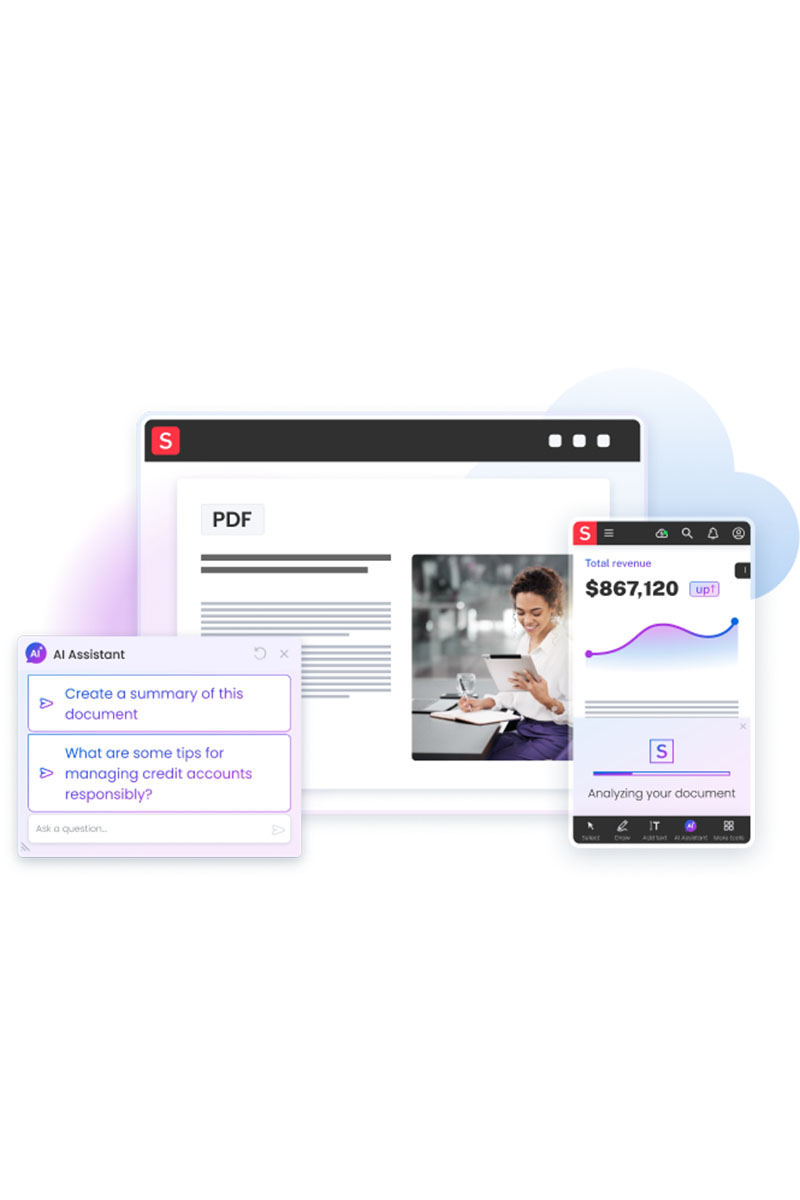 S
PDF
S
Total revenue
$867,120 up↑
AI AI Assistant
Create a summary of this
document
What are some tips for
managing credit accounts
responsibly?
Ask a question...
S
Analyzing your document
Select Draw Add text AI Assistant More tools